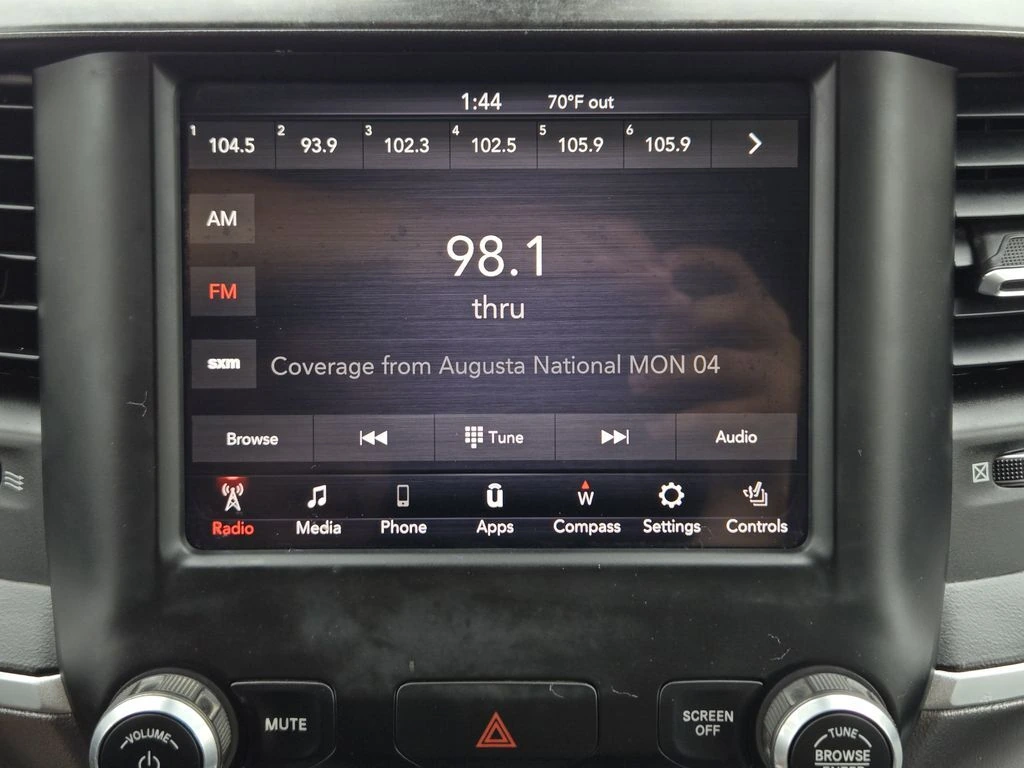 1:44 70°F out
1 104.5 2 93.9 3 102.3 4 102.5 5 105.9 6 105.9
AM
98.1
FM
thru
sxm
Coverage from Augusta National MON 04
Browse Tune Audio
W
Radio Media Phone Apps Compass Settings Controls
VOLUME
MUTE
SCREEN
OFF
TUNE
BROWSE
ENTER